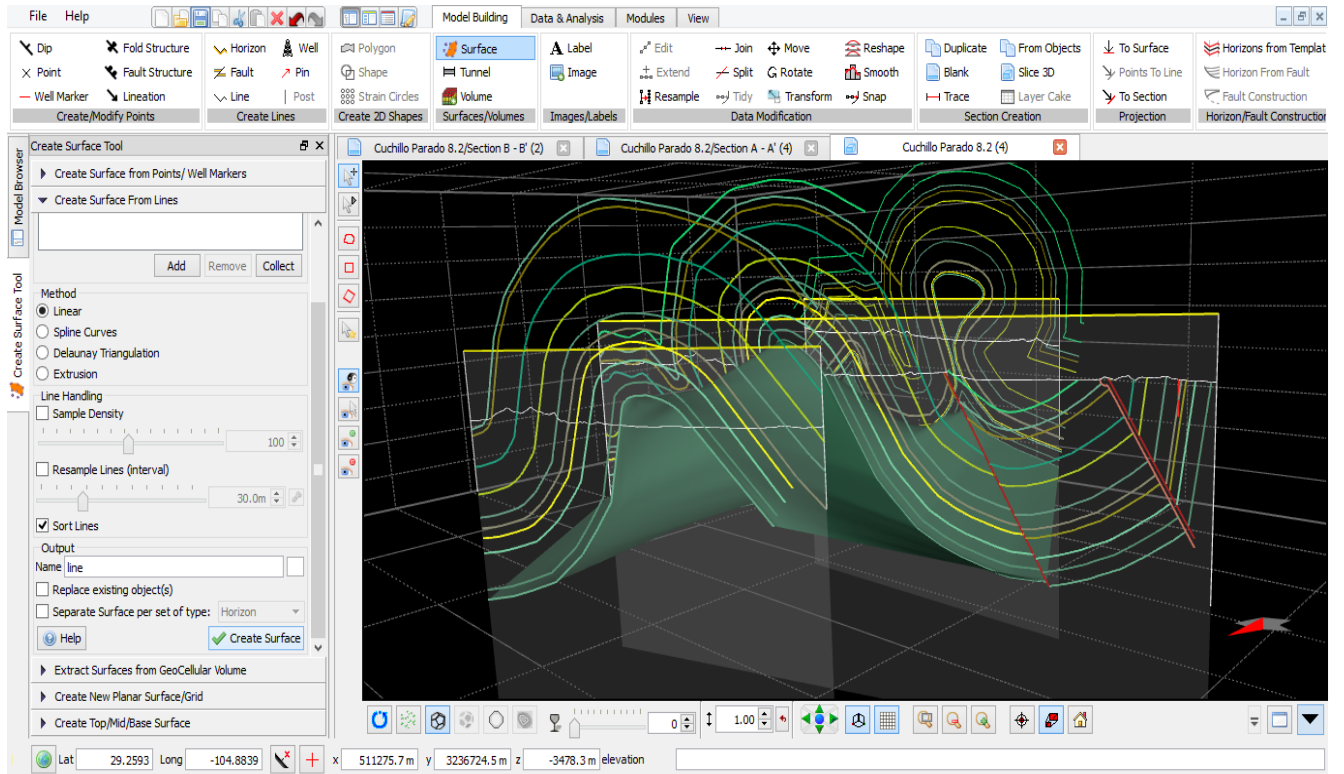 File Help
Model Building Data & Analysis Modules View
Dip Fold Structure Horizon Well Polygon Surface Label Edit Join Move Reshape Duplicate From Objects To Surface Horizons from Templat
Point Fault Structure Fault Pin Shape Tunnel Image Extend Split Rotate Smooth Blank Slice 3D Points To Line Horizon From Fault
Well Marker Lineation Line Post Strain Circles Volume Resample Tidy Transform Snap Trace Layer Cake To Section Fault Construction
Create/Modify Points Create Lines Create 2D Shapes Surfaces/Volumes Images/Labels Data Modification Section Creation Projection Horizon/Fault Construction
Create Surface Tool
Cuchillo Parado 8.2/Section B - B' (2) Cuchillo Parado 8.2/Section A - A' (4) Cuchillo Parado 8.2 (4)
Model Browser
Create Surface Tool
Create Surface from Points/ Well Markers
Create Surface From Lines
Add Remove Collect
Method
Linear
Spline Curves
Delaunay Triangulation
Extrusion
Line Handling
Sample Density
100
Resample Lines (interval)
30.0m
Sort Lines
Output
Name line
Replace existing object(s)
Separate Surface per set of type: Horizon
Help Create Surface
Extract Surfaces from GeoCellular Volume
Create New Planar Surface/Grid
Create Top/Mid/Base Surface
0 1.00
Lat 29.2593 Long -104.8839 x 511275.7 m y 3236724.5 m z -3478.3 m elevation